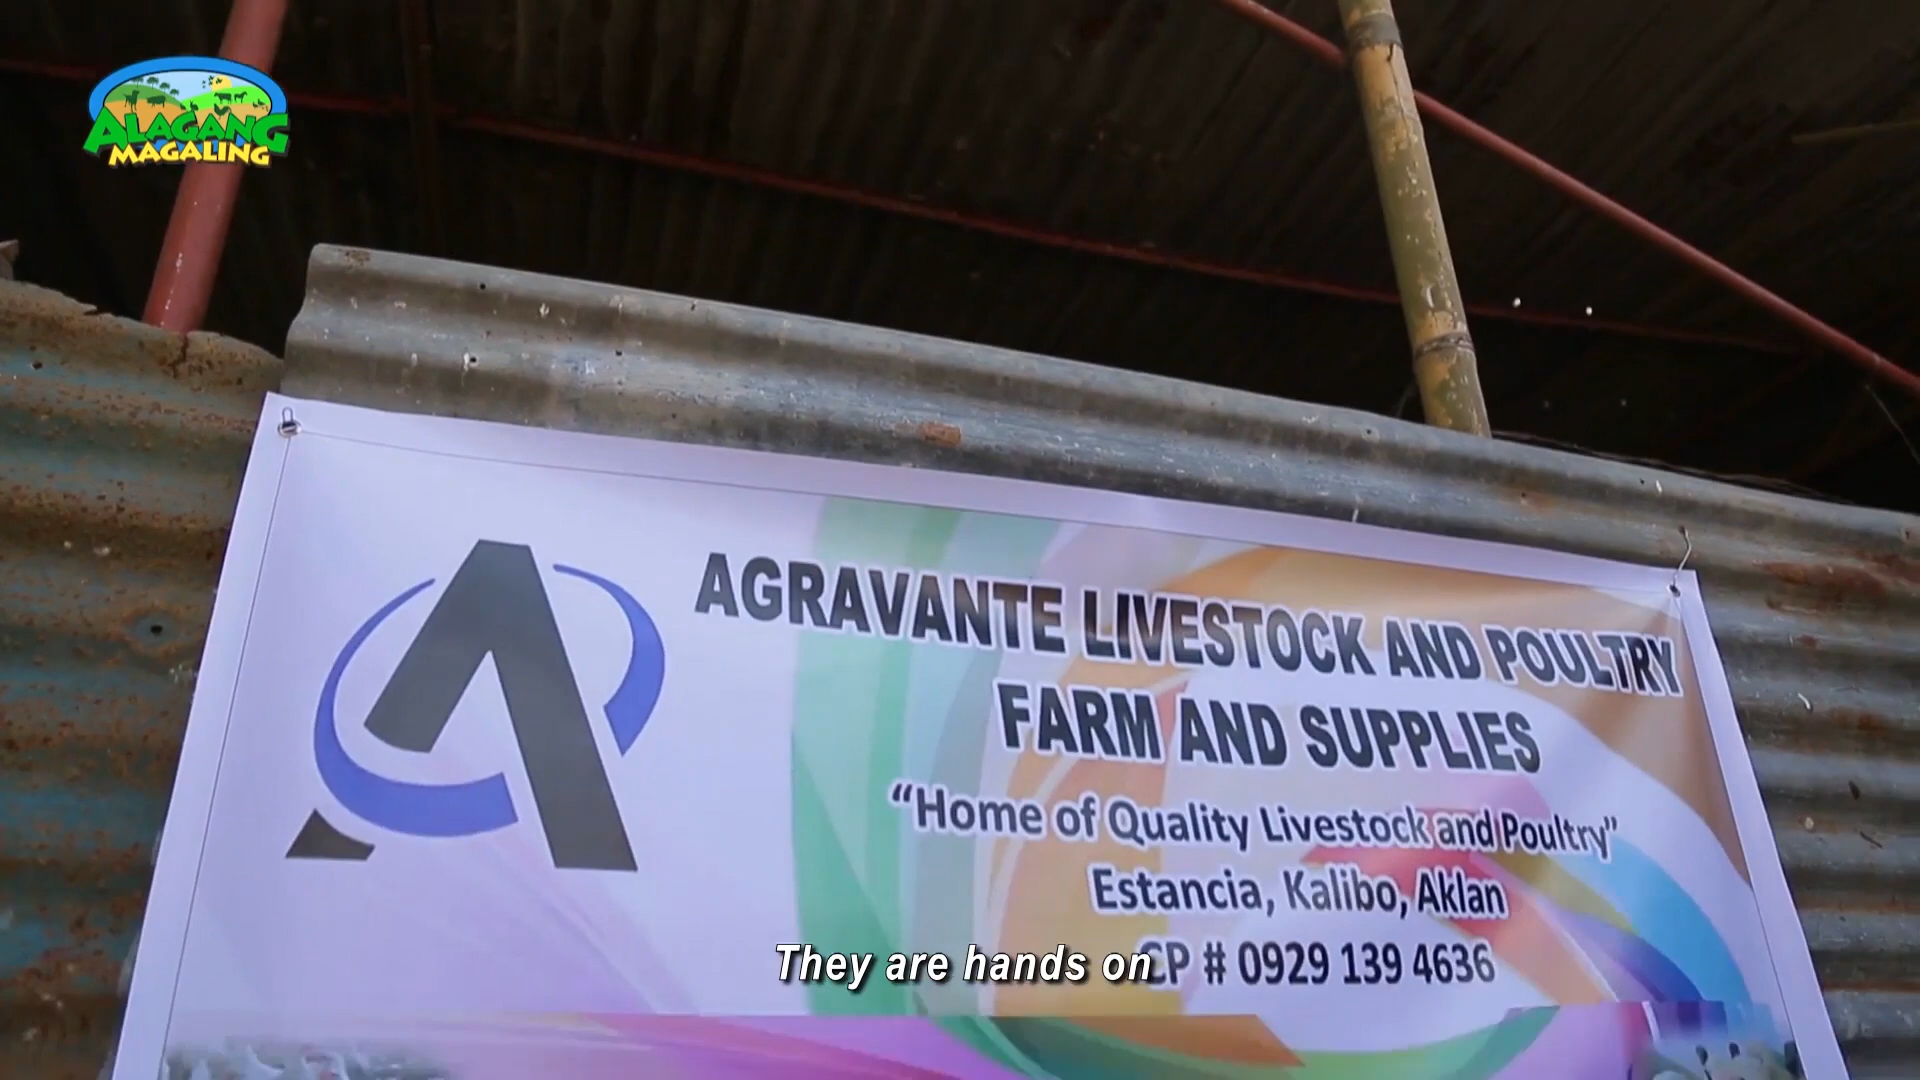 ALAGANG
MAGALING
AGRAVANTE LIVESTOCK AND POULTRY
FARM AND SUPPLIES
“Home of Quality Livestock and Poultry”
Estancia, Kalibo, Aklan
CP # 0929 139 4636
They are hands on